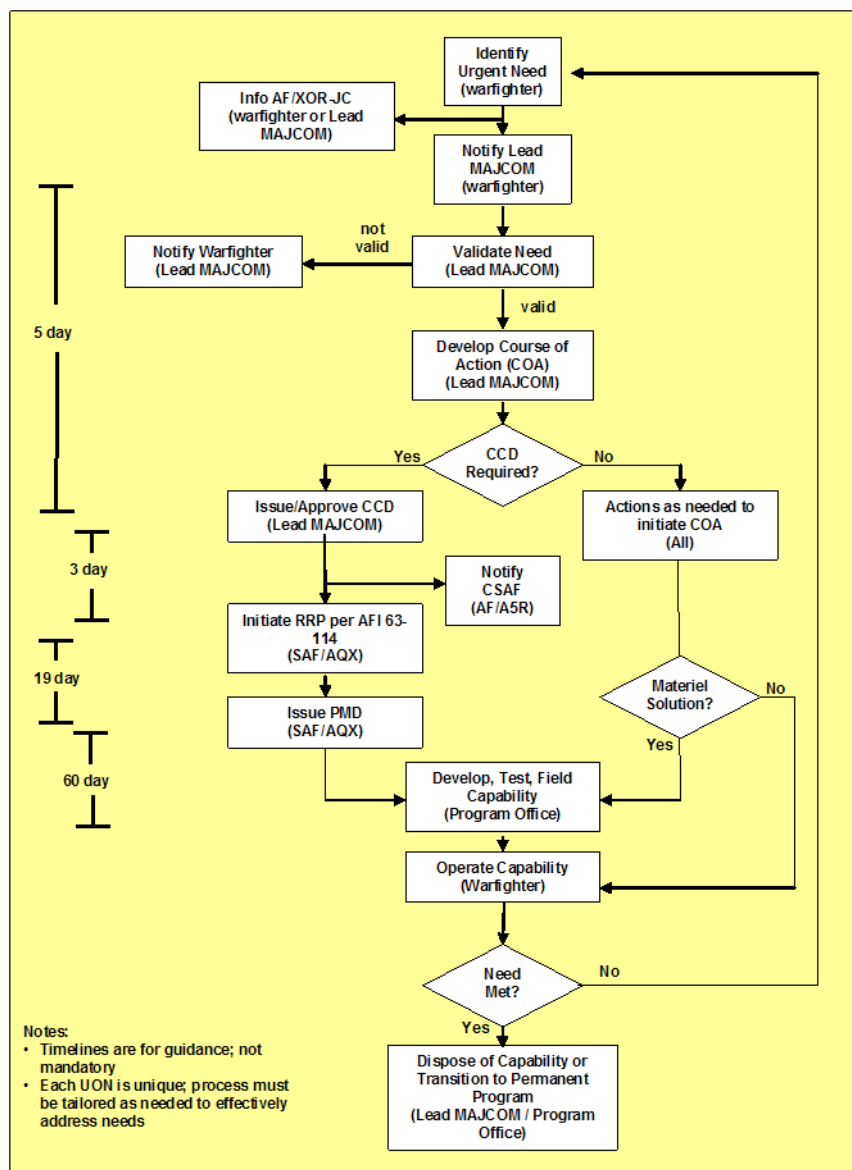 Identify
Urgent Need
(warfighter)
Info AF/XOR-JC
(warfighter or Lead
MAJCOM)
Notify Lead
MAJCOM
(warfighter)
not
valid
Notify Warfighter
(Lead MAJCOM)
Validate Need
(Lead MAJCOM)
valid
5 day
Develop Course of
Action (COA)
(Lead MAJCOM)
CCD
Required?
Yes
No
Issue/Approve CCD
(Lead MAJCOM)
Actions as needed to
initiate COA
(All)
3 day
Notify
CSAF
(AF/A5R)
Initiate RRP per AFI 63-
114
(SAF/AQX)
19 day
Materiel
Solution?
No
Yes
Issue PMD
(SAF/AQX)
60 day
Develop, Test, Field
Capability
(Program Office)
Operate Capability
(Warfighter)
Need
Met?
No
Yes
Dispose of Capability or
Transition to Permanent
Program
(Lead MAJCOM / Program
Office)
Notes:
• Timelines are for guidance; not
mandatory
• Each UON is unique; process must
be tailored as needed to effectively
address needs